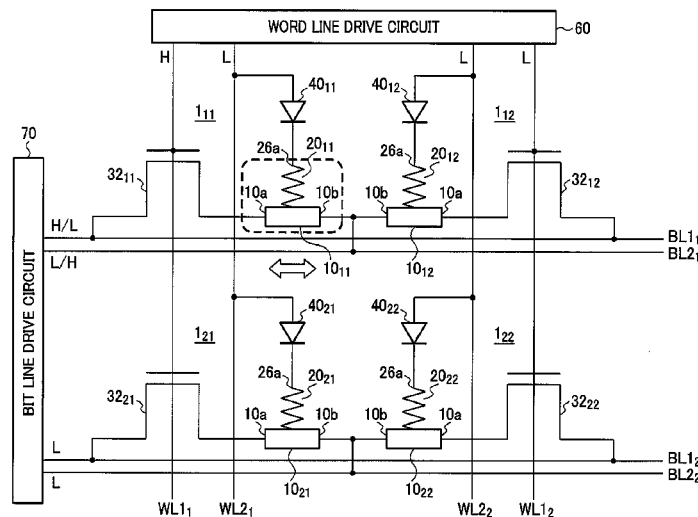 WORD LINE DRIVE CIRCUIT
60
H L L L
40₁₁ 40₁₂
1₁₁ 1₁₂
70
26a 20₁₁ 26a 20₁₂
32₁₁ 32₁₂
10a 10b 10b 10a
H/L BL1₁
L/H BL2₁
10₁₁ 10₁₂
BIT LINE DRIVE CIRCUIT
40₂₁ 40₂₂
1₂₁ 1₂₂
26a 20₂₁ 26a 20₂₂
32₂₁ 32₂₂
10a 10b 10b 10a
L BL1₂
L BL2₂
10₂₁ 10₂₂
WL1₁ WL2₁ WL2₂ WL1₂